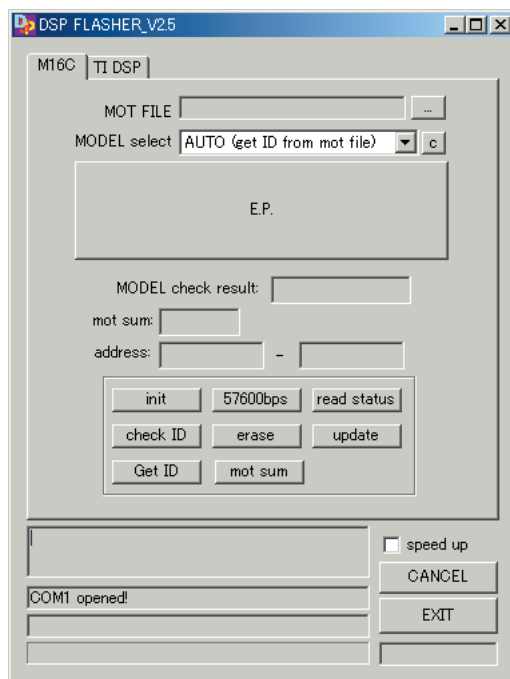 DSP FLASHER_V2.5
M16C TI DSP
MOT FILE ...
MODEL select AUTO (get ID from mot file) c
E.P.
MODEL check result:
mot sum:
address: -
init 57600bps read status
check ID erase update
Get ID mot sum
speed up
CANCEL
COM1 opened!
EXIT